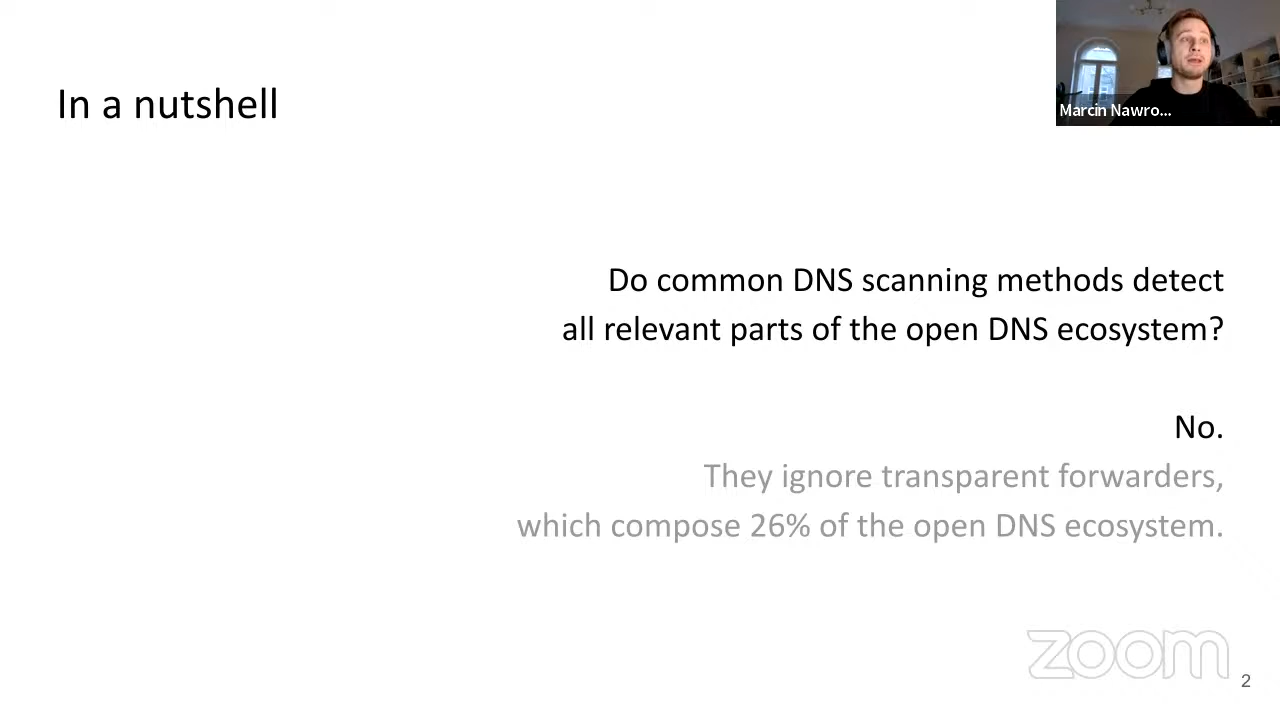 In a nutshell
Marcin Nawro...
Do common DNS scanning methods detect
all relevant parts of the open DNS ecosystem?
No.
They ignore transparent forwarders,
which compose 26% of the open DNS ecosystem.
zoom
2